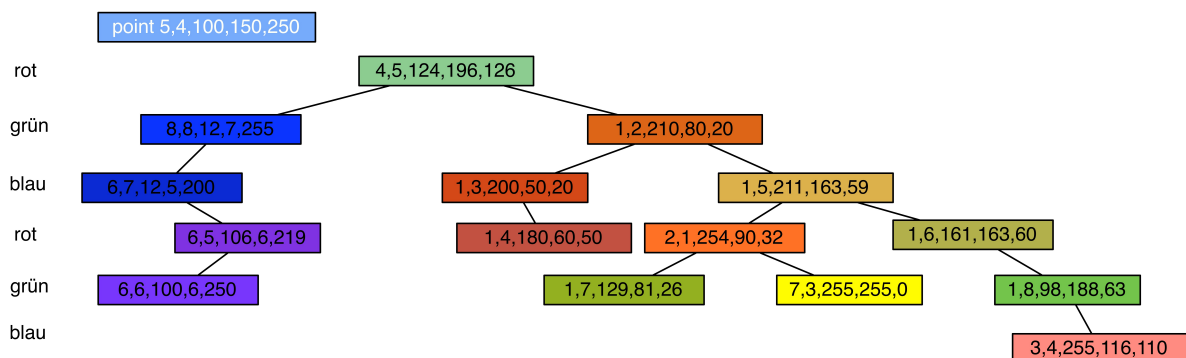 point 5,4,100,150,250
rot
4,5,124,196,126
grün
8,8,12,7,255
1,2,210,80,20
blau
6,7,12,5,200
1,3,200,50,20
1,5,211,163,59
rot
6,5,106,6,219
1,4,180,60,50
2,1,254,90,32
1,6,161,163,60
grün
6,6,100,6,250
1,7,129,81,26
7,3,255,255,0
1,8,98,188,63
blau
3,4,255,116,110